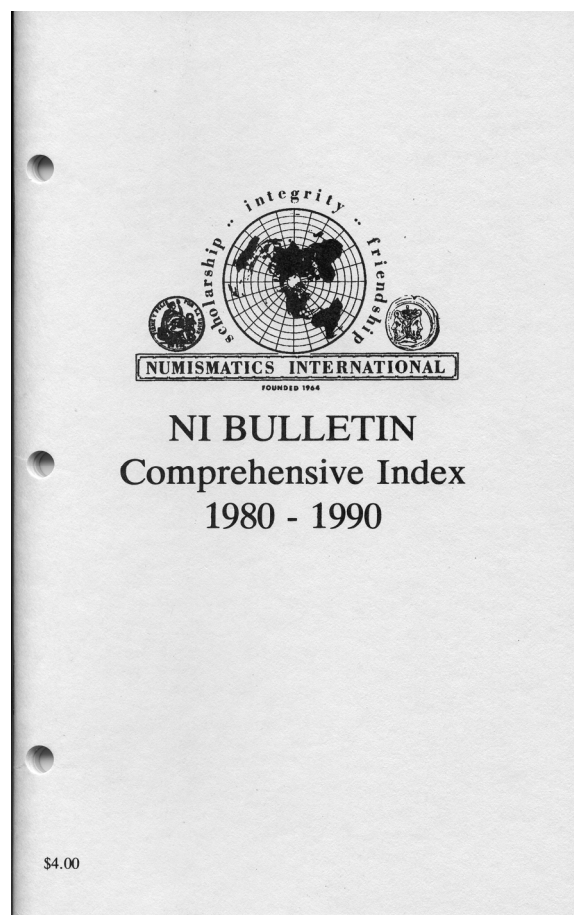 scholarship .. integrity .. friendship
NUMISMATICS INTERNATIONAL
FOUNDED 1964
NI BULLETIN
Comprehensive Index
1980 - 1990
$4.00